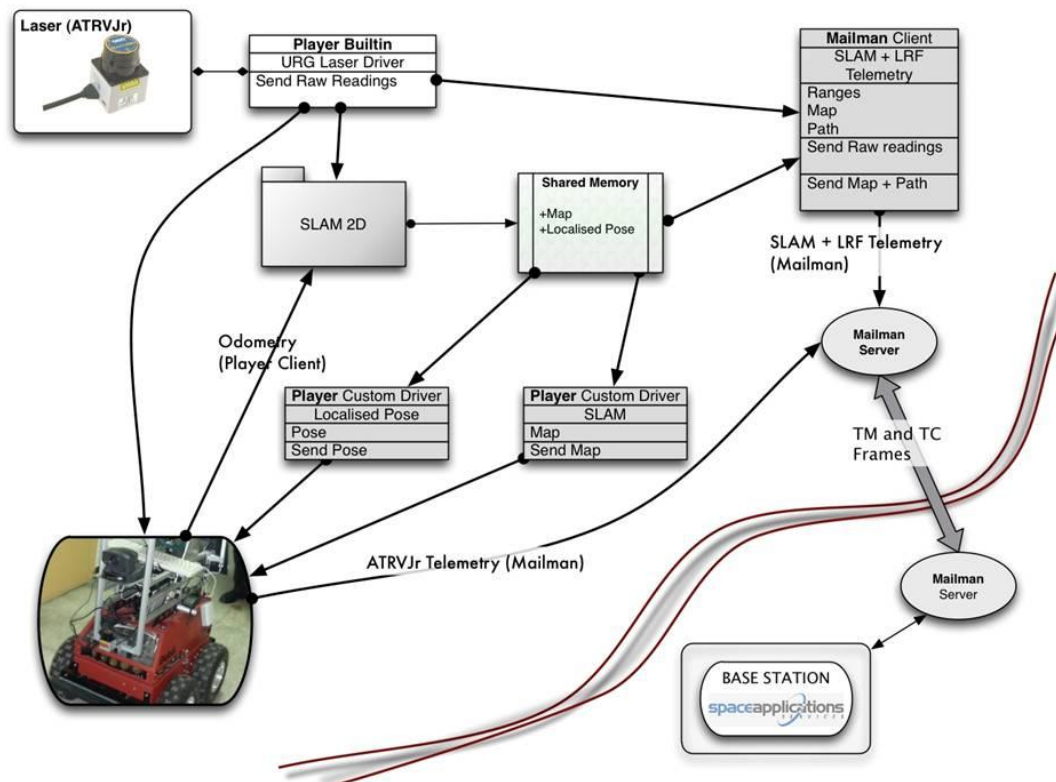 Laser (ATRVJr)
Player Builtin
URG Laser Driver
Send Raw Readings
Mailman Client
SLAM + LRF
Telemetry
Ranges
Map
Path
Send Raw readings
Send Map + Path
SLAM 2D
Shared Memory
+Map
+Localised Pose
SLAM + LRF Telemetry
(Mailman)
Odometry
(Player Client)
Mailman
Server
Player Custom Driver
Localised Pose
Pose
Send Pose
Player Custom Driver
SLAM
Map
Send Map
TM and TC
Frames
ATRVJr Telemetry (Mailman)
Mailman
Server
BASE STATION
spaceapplications
SERVICES